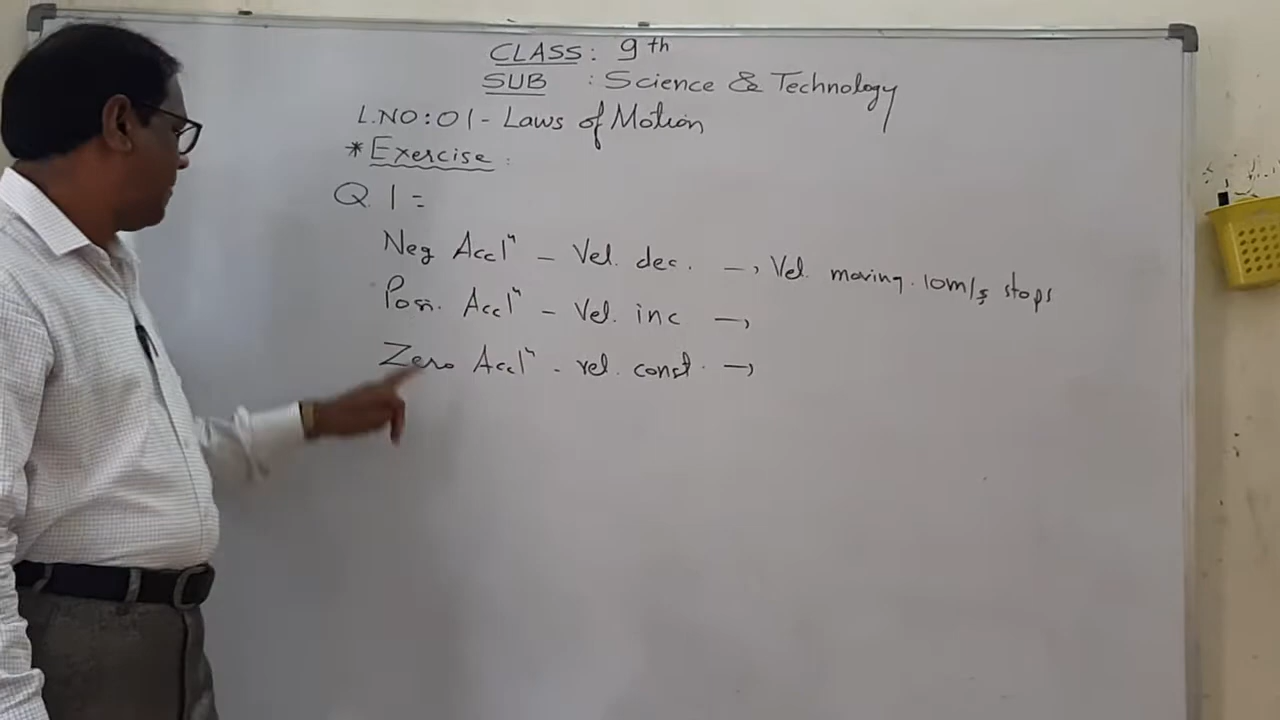 CLASS: 9th
SUB : Science & Technology
L.NO:01- Laws of Motion
* Exercise:
Q.1=
Neg Accln - Vel. dec. → Vel. moving. 10m/s stops
Posi. Accln - Vel. inc →
Zero Accln - vel. const. →